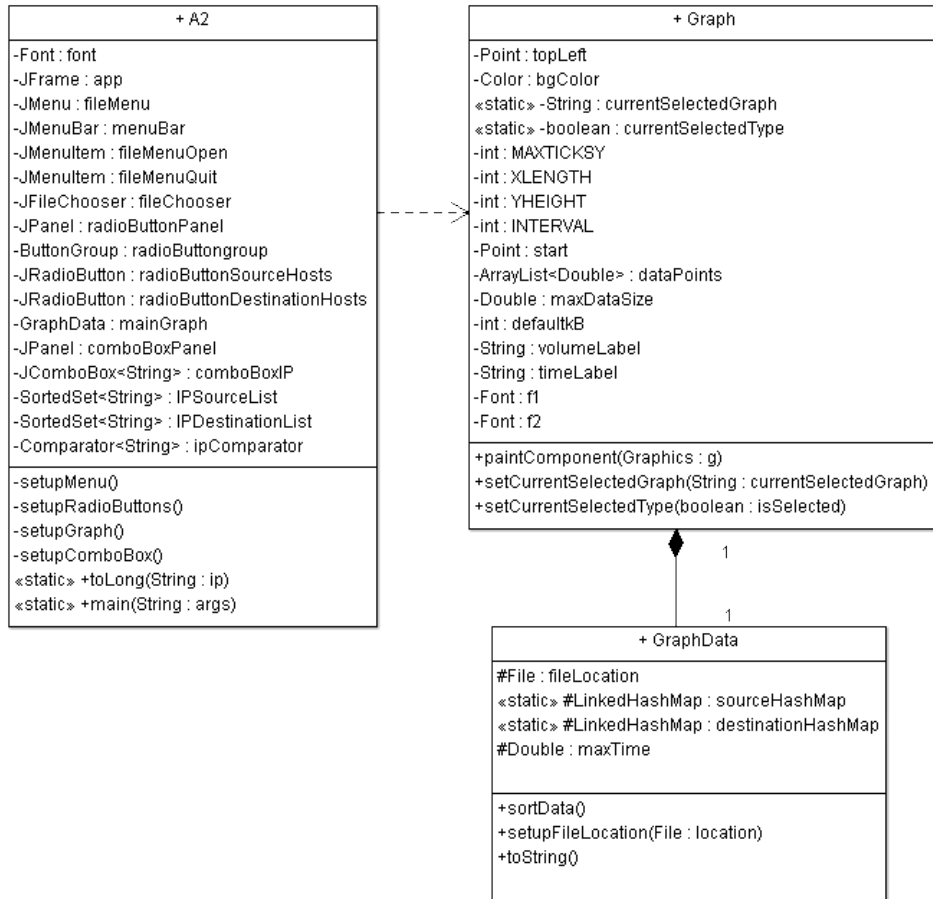 + A2
-Font : font
-JFrame : app
-JMenu : fileMenu
-JMenuBar : menuBar
-JMenuItem : fileMenuOpen
-JMenuItem : fileMenuQuit
-JFileChooser : fileChooser
-JPanel : radioButtonPanel
-ButtonGroup : radioButtongroup
-JRadioButton : radioButtonSourceHosts
-JRadioButton : radioButtonDestinationHosts
-GraphData : mainGraph
-JPanel : comboBoxPanel
-JComboBox<String> : comboBoxIP
-SortedSet<String> : IPSourceList
-SortedSet<String> : IPDestinationList
-Comparator<String> : ipComparator
-setupMenu()
-setupRadioButtons()
-setupGraph()
-setupComboBox()
«static» +toLong(String : ip)
«static» +main(String : args)
+ Graph
-Point : topLeft
-Color : bgColor
«static» -String : currentSelectedGraph
«static» -boolean : currentSelectedType
-int : MAXTICKSY
-int : XLENGTH
-int : YHEIGHT
-int : INTERVAL
-Point : start
-ArrayList<Double> : dataPoints
-Double : maxDataSize
-int : defaultkB
-String : volumeLabel
-String : timeLabel
-Font : f1
-Font : f2
+paintComponent(Graphics : g)
+setCurrentSelectedGraph(String : currentSelectedGraph)
+setCurrentSelectedType(boolean : isSelected)
1
1
+ GraphData
#File : fileLocation
«static» #LinkedHashMap : sourceHashMap
«static» #LinkedHashMap : destinationHashMap
#Double : maxTime
+sortData()
+setupFileLocation(File : location)
+toString()